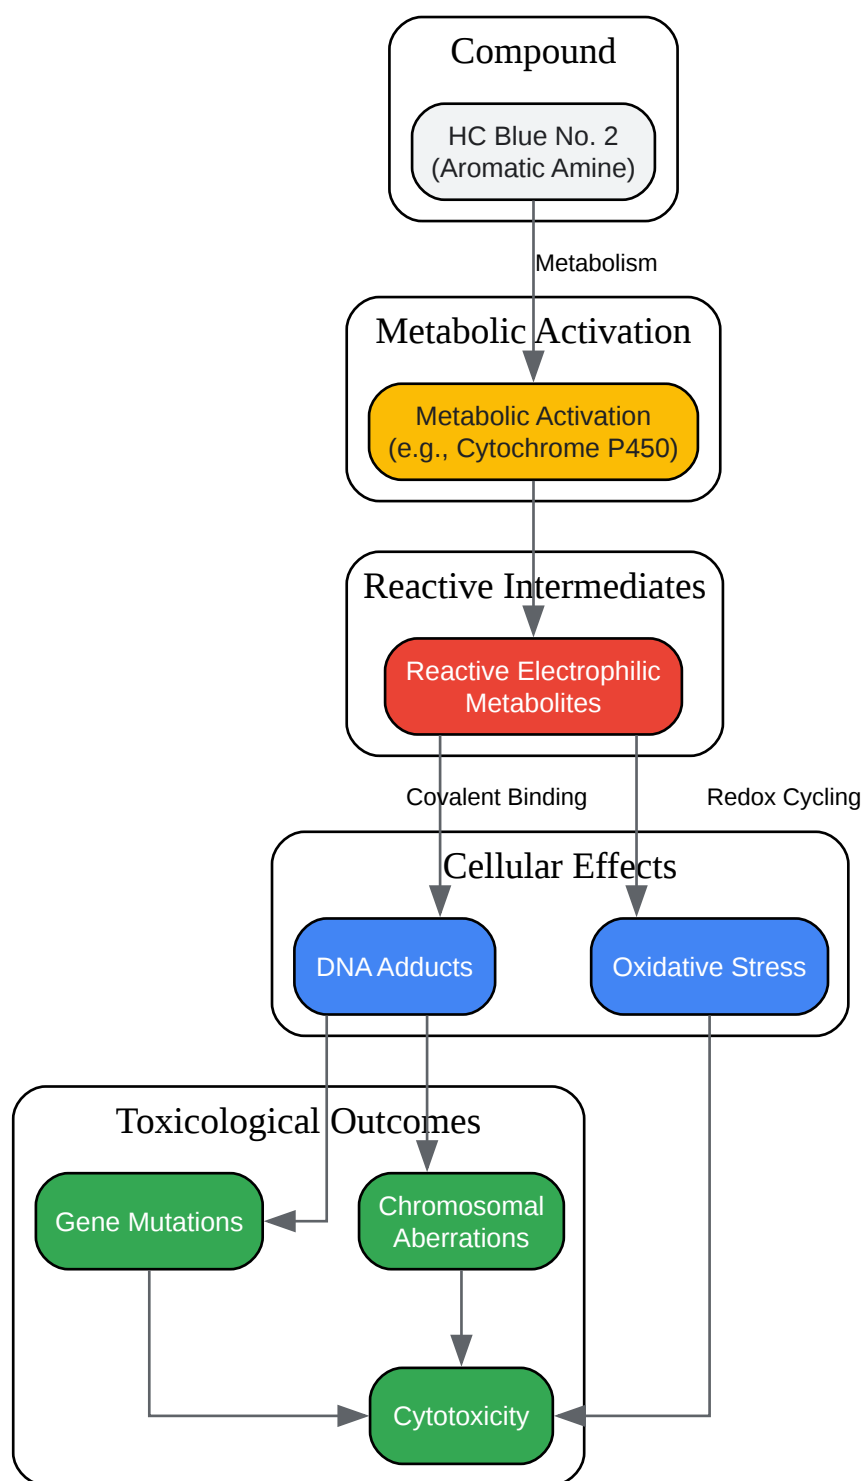 Compound
HC Blue No. 2
(Aromatic Amine)
Metabolism
Metabolic Activation
Metabolic Activation
(e.g., Cytochrome P450)
Reactive Intermediates
Reactive Electrophilic
Metabolites
Covalent Binding
Redox Cycling
Cellular Effects
DNA Adducts
Oxidative Stress
Toxicological Outcomes
Gene Mutations
Chromosomal
Aberrations
Cytotoxicity